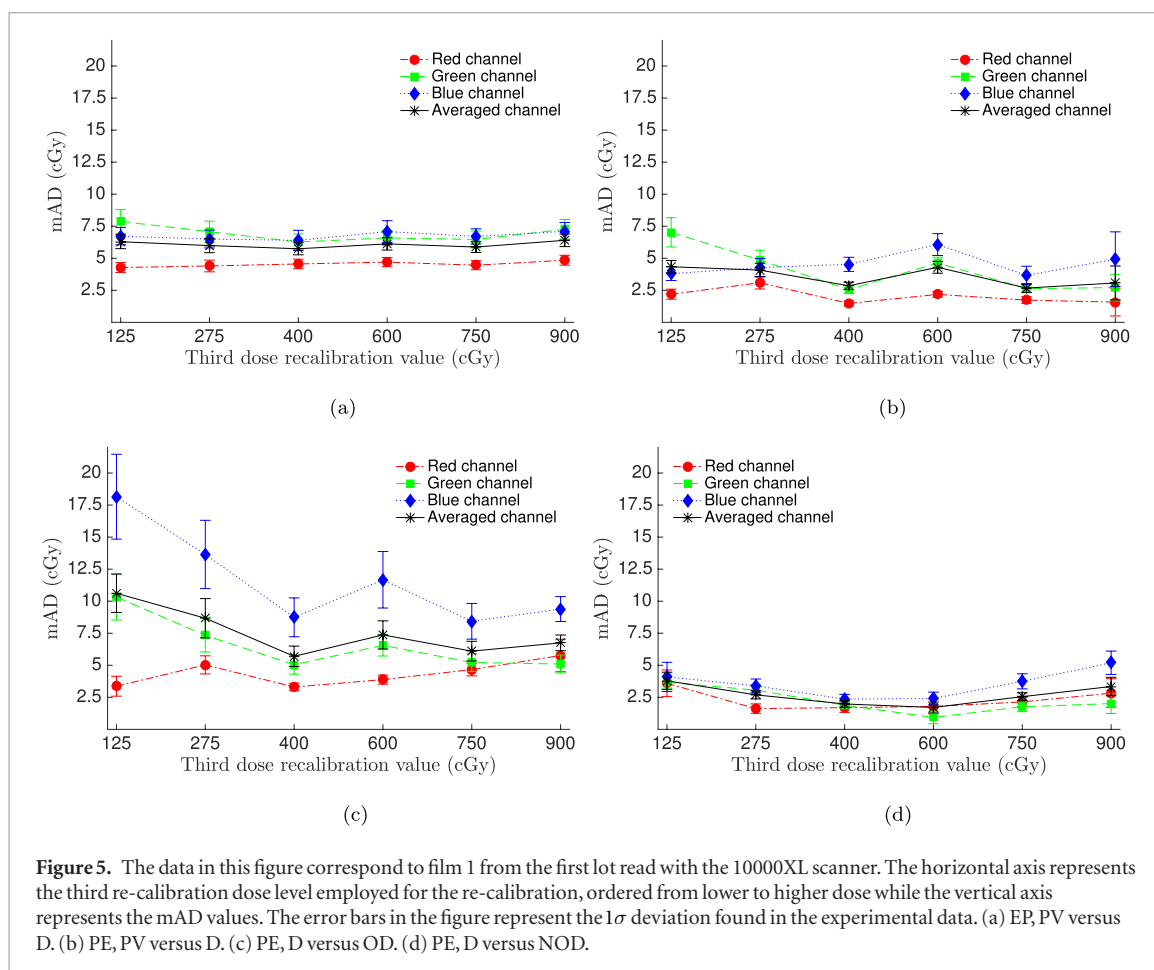 20
17.5
15
12.5
10
7.5
5
2.5
mAD (cGy)
Red channel
Green channel
Blue channel
Averaged channel
125 275 400 600 750 900
Third dose recalibration value (cGy)
(a)
20
17.5
15
12.5
10
7.5
5
2.5
mAD (cGy)
Red channel
Green channel
Blue channel
Averaged channel
125 275 400 600 750 900
Third dose recalibration value (cGy)
(b)
20
17.5
15
12.5
10
7.5
5
2.5
mAD (cGy)
Red channel
Green channel
Blue channel
Averaged channel
125 275 400 600 750 900
Third dose recalibration value (cGy)
(c)
20
17.5
15
12.5
10
7.5
5
2.5
mAD (cGy)
Red channel
Green channel
Blue channel
Averaged channel
125 275 400 600 750 900
Third dose recalibration value (cGy)
(d)
Figure 5. The data in this figure correspond to film 1 from the first lot read with the 10000XL scanner. The horizontal axis represents
the third re-calibration dose level employed for the re-calibration, ordered from lower to higher dose while the vertical axis
represents the mAD values. The error bars in the figure represent the 1σ deviation found in the experimental data. (a) EP, PV versus
D. (b) PE, PV versus D. (c) PE, D versus OD. (d) PE, D versus NOD.